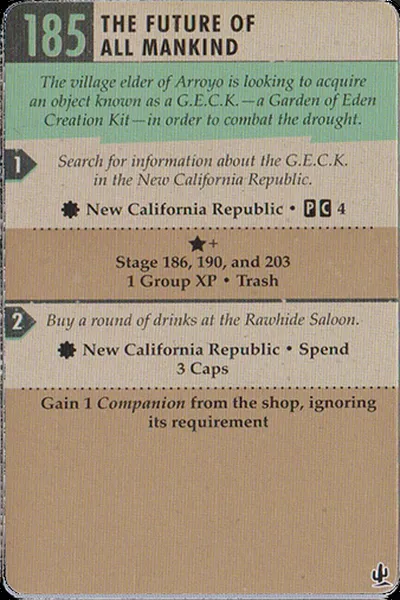 185
THE FUTURE OF
ALL MANKIND
The village elder of Arroyo is looking to acquire
an object known as a G.E.C.K.—a Garden of Eden
Creation Kit—in order to combat the drought.
1
Search for information about the G.E.C.K.
in the New California Republic.
New California Republic • P C 4
★+
Stage 186, 190, and 203
1 Group XP • Trash
2
Buy a round of drinks at the Rawhide Saloon.
New California Republic • Spend
3 Caps
Gain 1 Companion from the shop, ignoring
its requirement